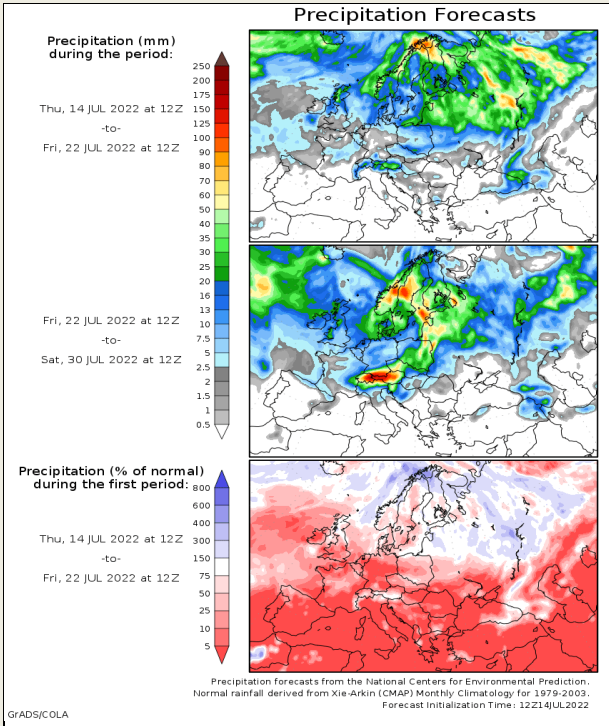 Precipitation Forecasts
Precipitation (mm)
during the period:
Thu, 14 JUL 2022 at 12Z
-to-
Fri, 22 JUL 2022 at 12Z
250
200
175
150
125
100
90
80
70
60
50
40
35
30
25
20
16
13
10
7.5
5
2.5
2
1.5
1
0.5
Fri, 22 JUL 2022 at 12Z
-to-
Sat, 30 JUL 2022 at 12Z
Precipitation (% of normal)
during the first period:
Thu, 14 JUL 2022 at 12Z
-to-
Fri, 22 JUL 2022 at 12Z
800
600
400
300
150
75
50
25
10
5
Precipitation forecasts from the National Centers for Environmental Prediction.
Normal rainfall derived from Xie-Arkin (CMAP) Monthly Climatology for 1979-2003.
Forecast Initialization Time: 12Z14JUL2022
GrADS/COLA